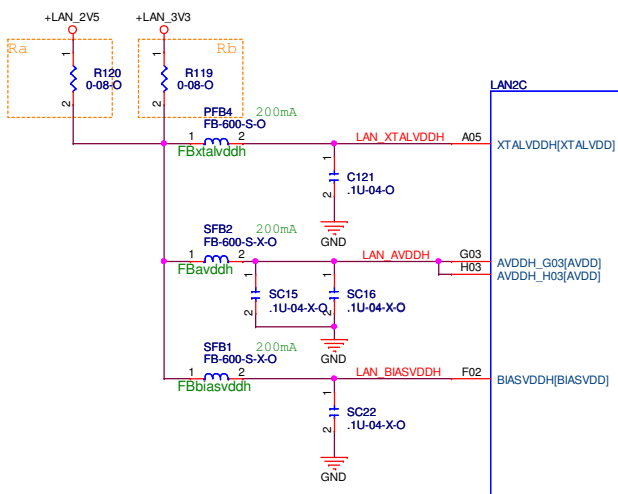 +LAN_2V5
+LAN_3V3
Ra
Rb
1
1
R120
0-08-O
R119
0-08-O
2
2
LAN2C
PFB4
200mA
FB-600-S-O
1
2
FBxtalvddh
LAN_XTALVDDH
A05
XTALVDDH[XTALVDD]
1
C121
.1U-04-O
2
GND
SFB2
200mA
FB-600-S-X-O
1
2
FBavddh
LAN_AVDDH
G03
H03
AVDDH_G03[AVDD]
AVDDH_H03[AVDD]
1
1
SC15
.1U-04-X-O
SC16
.1U-04-X-O
2
2
GND
SFB1
200mA
FB-600-S-X-O
1
2
FBbiasvddh
LAN_BIASVDDH
F02
BIASVDDH[BIASVDD]
1
SC22
.1U-04-X-O
2
GND